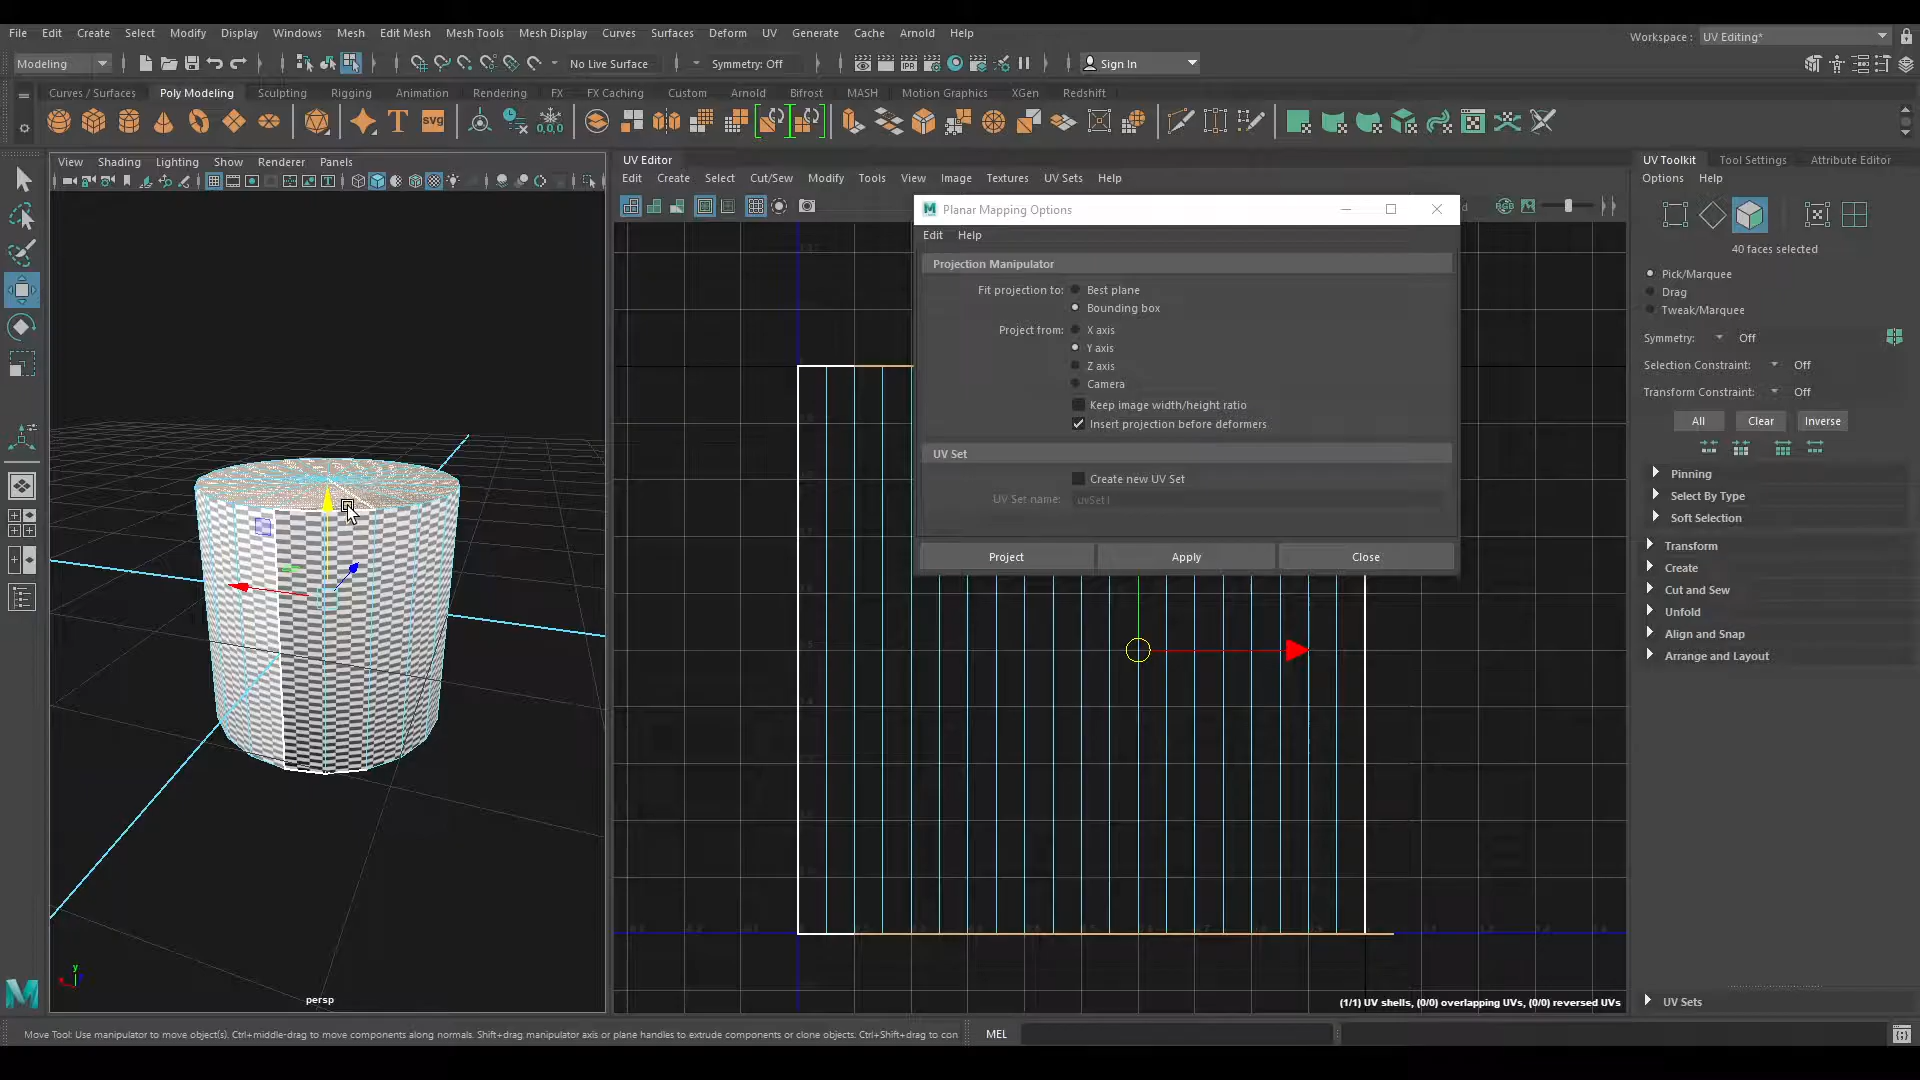 File Edit Create Select Modify Display Windows Mesh Edit Mesh Mesh Tools Mesh Display Curves Surfaces Deform UV Generate Cache Arnold Help
Workspace : UV Editing*
Modeling No Live Surface Symmetry: Off Sign In
Curves / Surfaces Poly Modeling Sculpting Rigging Animation Rendering FX FX Caching Custom Arnold Bifrost MASH Motion Graphics XGen Redshift
T svg 0,0,0
View Shading Lighting Show Renderer Panels
persp
y
UV Editor
Edit Create Select Cut/Sew Modify Tools View Image Textures UV Sets Help
Planar Mapping Options
Edit Help
Projection Manipulator
Fit projection to: Best plane
Bounding box
Project from: X axis
Y axis
Z axis
Camera
Keep image width/height ratio
Insert projection before deformers
UV Set
Create new UV Set
UV Set name: uvSet1
Project Apply Close
(1/1) UV shells, (0/0) overlapping UVs, (0/0) reversed UVs
UV Toolkit Tool Settings Attribute Editor
Options Help
40 faces selected
Pick/Marquee
Drag
Tweak/Marquee
Symmetry: Off
Selection Constraint: Off
Transform Constraint: Off
All Clear Inverse
Pinning
Select By Type
Soft Selection
Transform
Create
Cut and Sew
Unfold
Align and Snap
Arrange and Layout
UV Sets
Move Tool: Use manipulator to move object(s). Ctrl+middle-drag to move components along normals. Shift+drag manipulator axis or plane handles to extrude components or clone objects. Ctrl+Shift+drag to con
MEL